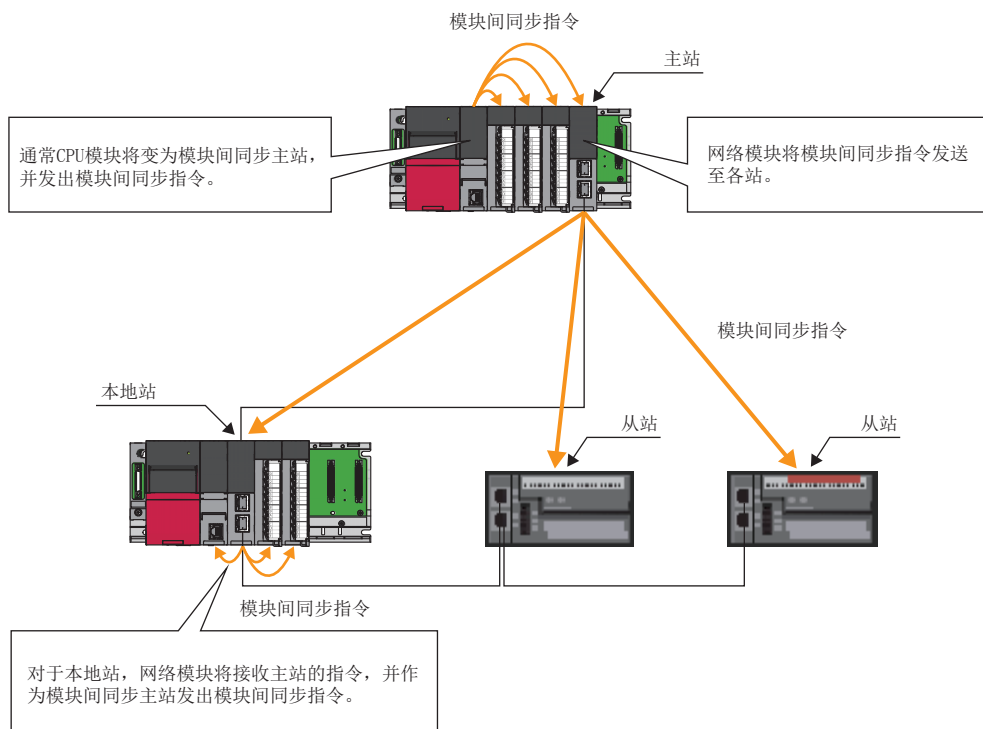 模块间同步指令
主站
通常CPU模块将变为模块间同步主站，
并发出模块间同步指令。
网络模块将模块间同步指令发送
至各站。
模块间同步指令
本地站
从站
从站
模块间同步指令
对于本地站，网络模块将接收主站的指令，并作
为模块间同步主站发出模块间同步指令。